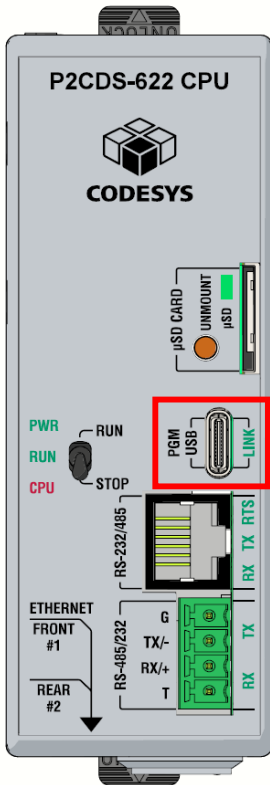 UNLOCK
P2CDS-622 CPU
CODESYS
µSD CARD
UNMOUNT
µSD
PWR
RUN
CPU
RUN
STOP
PGM
USB
LINK
RS-232/485
RX TX RTS
ETHERNET
FRONT
#1
REAR
#2
RS-485/232
G
TX/-
RX/+
T
TX
RX